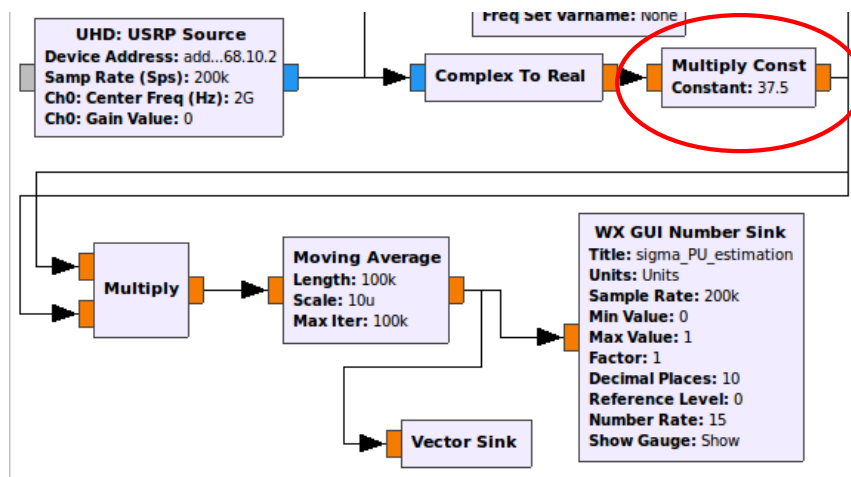 Freq Set Varname: None
UHD: USRP Source
Device Address: add...68.10.2
Samp Rate (Sps): 200k
Ch0: Center Freq (Hz): 2G
Ch0: Gain Value: 0
Complex To Real
Multiply Const
Constant: 37.5
Multiply
Moving Average
Length: 100k
Scale: 10u
Max Iter: 100k
WX GUI Number Sink
Title: sigma_PU_estimation
Units: Units
Sample Rate: 200k
Min Value: 0
Max Value: 1
Factor: 1
Decimal Places: 10
Reference Level: 0
Number Rate: 15
Show Gauge: Show
Vector Sink